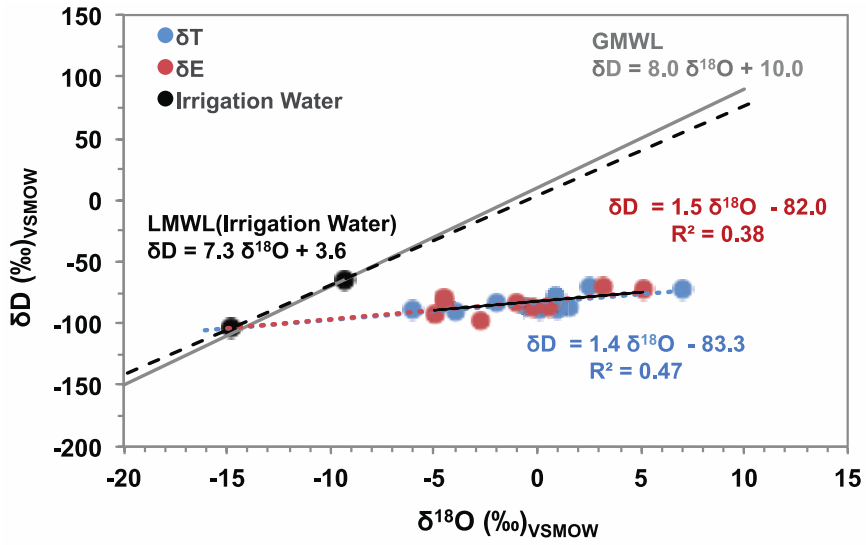 150
100
50
0
-50
-100
-150
-200
δD (‰)VSMOW
δT
δE
Irrigation Water
GMWL
δD = 8.0 δ¹⁸O + 10.0
LMWL(Irrigation Water)
δD = 7.3 δ¹⁸O + 3.6
δD = 1.5 δ¹⁸O - 82.0
R² = 0.38
δD = 1.4 δ¹⁸O - 83.3
R² = 0.47
-20 -15 -10 -5 0 5 10 15
δ¹⁸O (‰)VSMOW